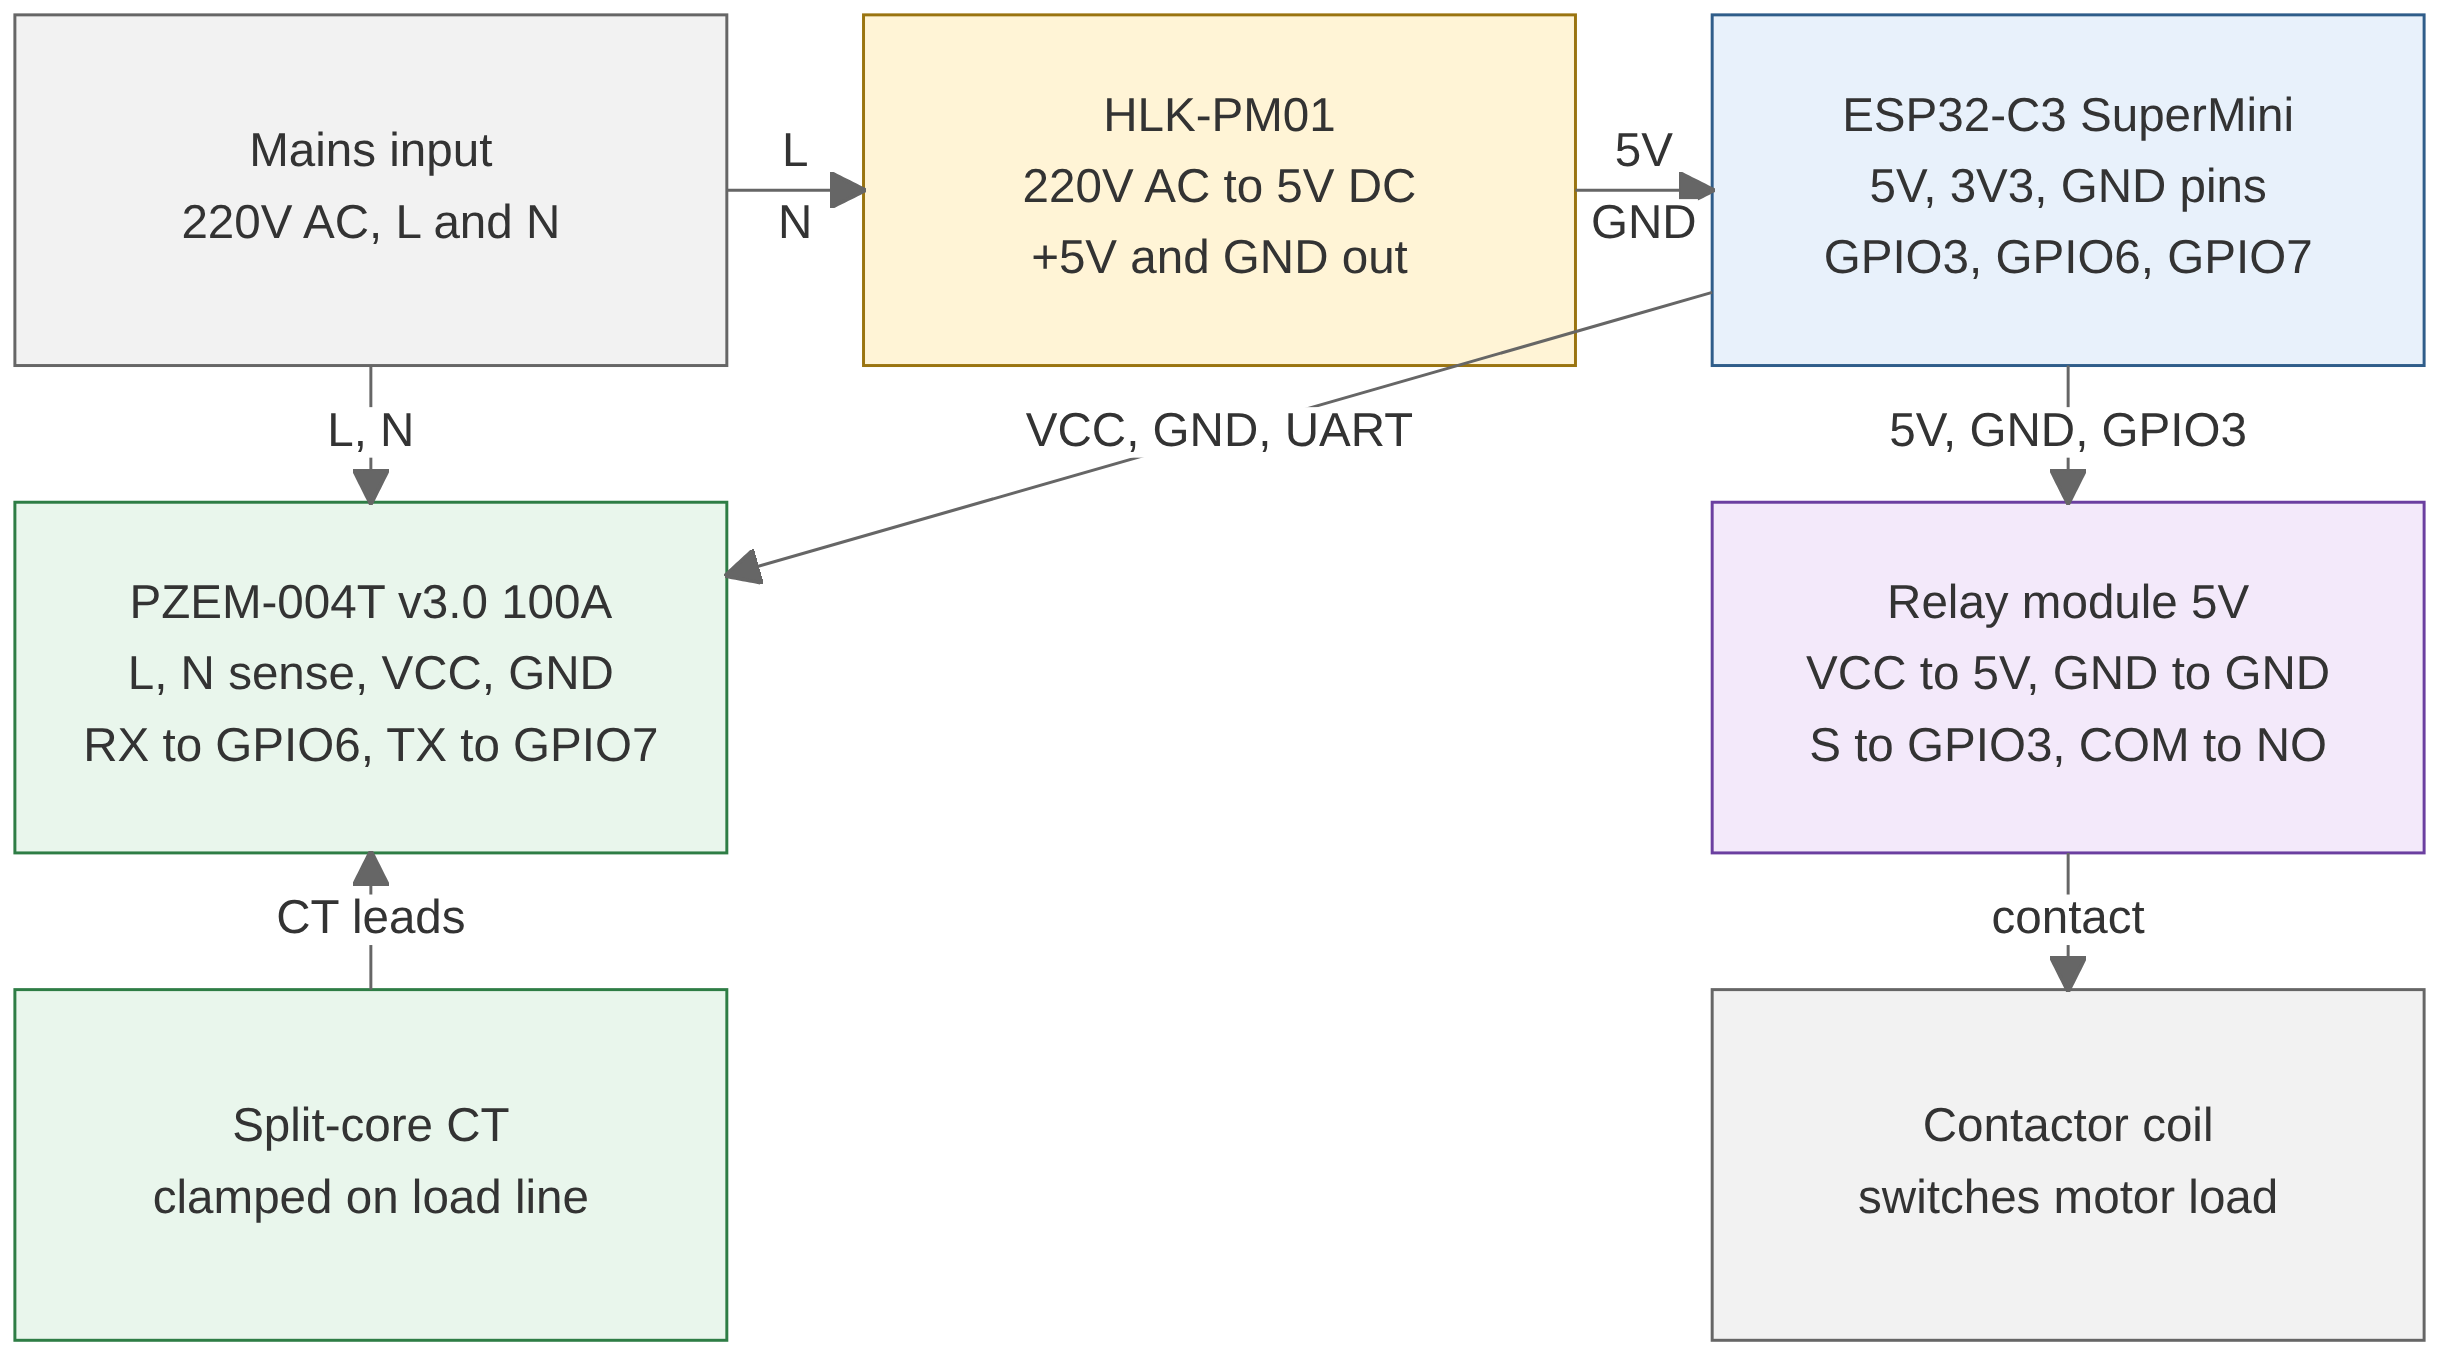 Mains input
220V AC, L and N
L
N
HLK-PM01
220V AC to 5V DC
+5V and GND out
5V
GND
ESP32-C3 SuperMini
5V, 3V3, GND pins
GPIO3, GPIO6, GPIO7
L, N
VCC, GND, UART
5V, GND, GPIO3
PZEM-004T v3.0 100A
L, N sense, VCC, GND
RX to GPIO6, TX to GPIO7
Relay module 5V
VCC to 5V, GND to GND
S to GPIO3, COM to NO
CT leads
contact
Split-core CT
clamped on load line
Contactor coil
switches motor load